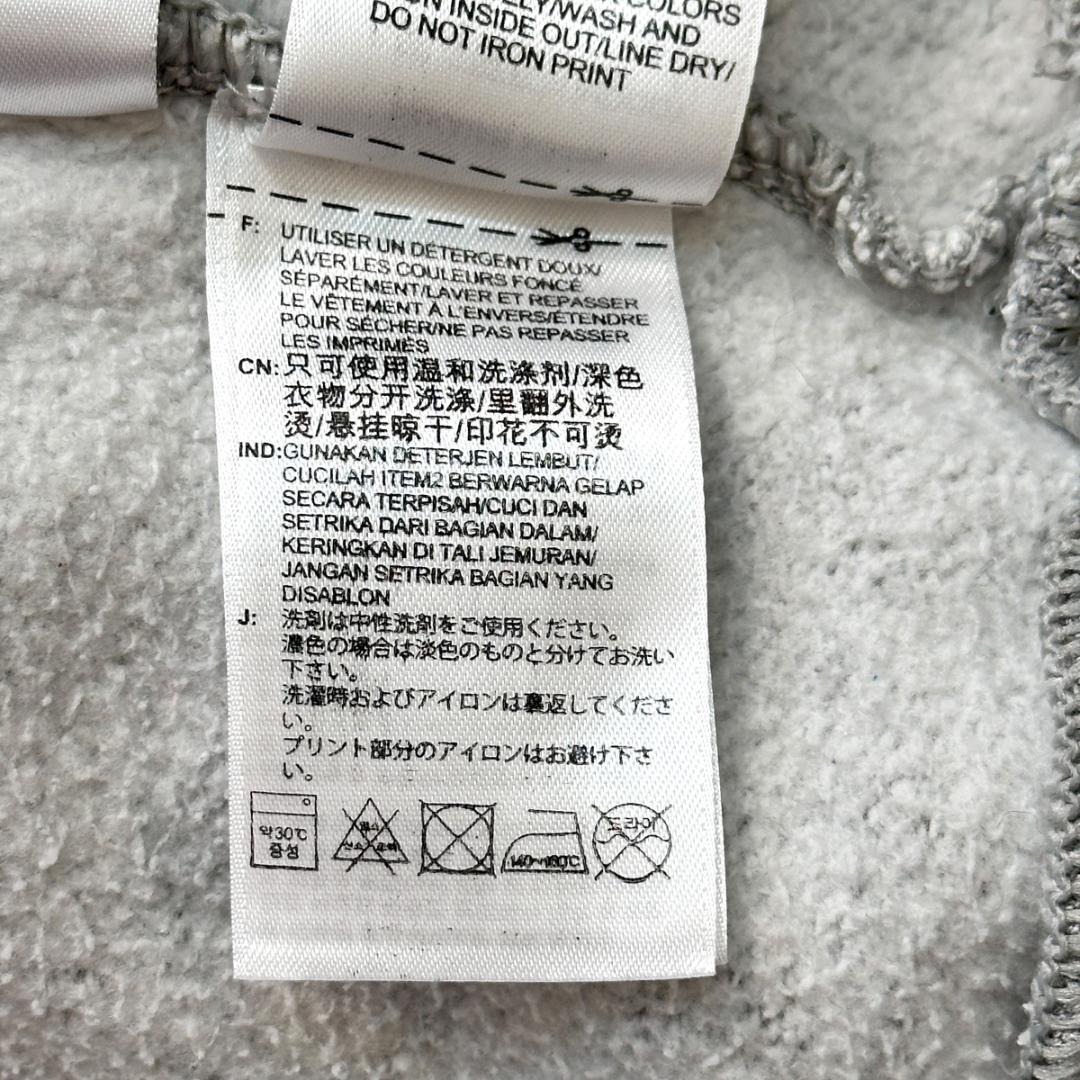 COLORS
WASH AND
INSIDE OUT/LINE DRY/
DO NOT IRON PRINT
F: UTILISER UN DÉTERGENT DOUX/
LAVER LES COULEURS FONCÉ
SÉPARÉMENT/LAVER ET REPASSER
LE VÊTEMENT A L'ENVERS/ÉTENDRE
POUR SÉCHER/NE PAS REPASSER
LES IMPRIMÉS
CN: 只可使用温和洗涤剂/深色
衣物分开洗涤/里翻外洗
烫/悬挂晾干/印花不可烫
IND: GUNAKAN DETERJEN LEMBUT/
CUCILAH ITEM2 BERWARNA GELAP
SECARA TERPISAH/CUCI DAN
SETRIKA DARI BAGIAN DALAM/
KERINGKAN DI TALI JEMURAN/
JANGAN SETRIKA BAGIAN YANG
DISABLON
J: 洗剤は中性洗剤をご使用ください。
濃色の場合は淡色のものと分けてお洗い
下さい。
洗濯時およびアイロンは裏返してくださ
い。
プリント部分のアイロンはお避け下さ
い。
약30℃
중성
염소
산소 표백
140~160℃
드라이